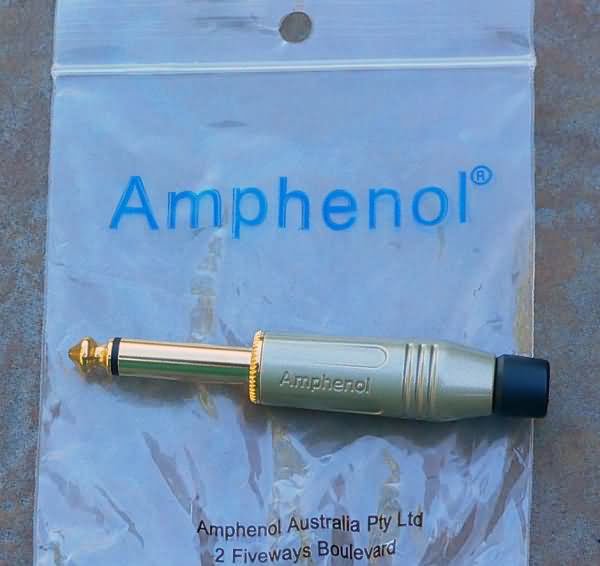 Amphenol®
Amphenol
Amphenol Australia Pty Ltd
2 Fiveways Boulevard